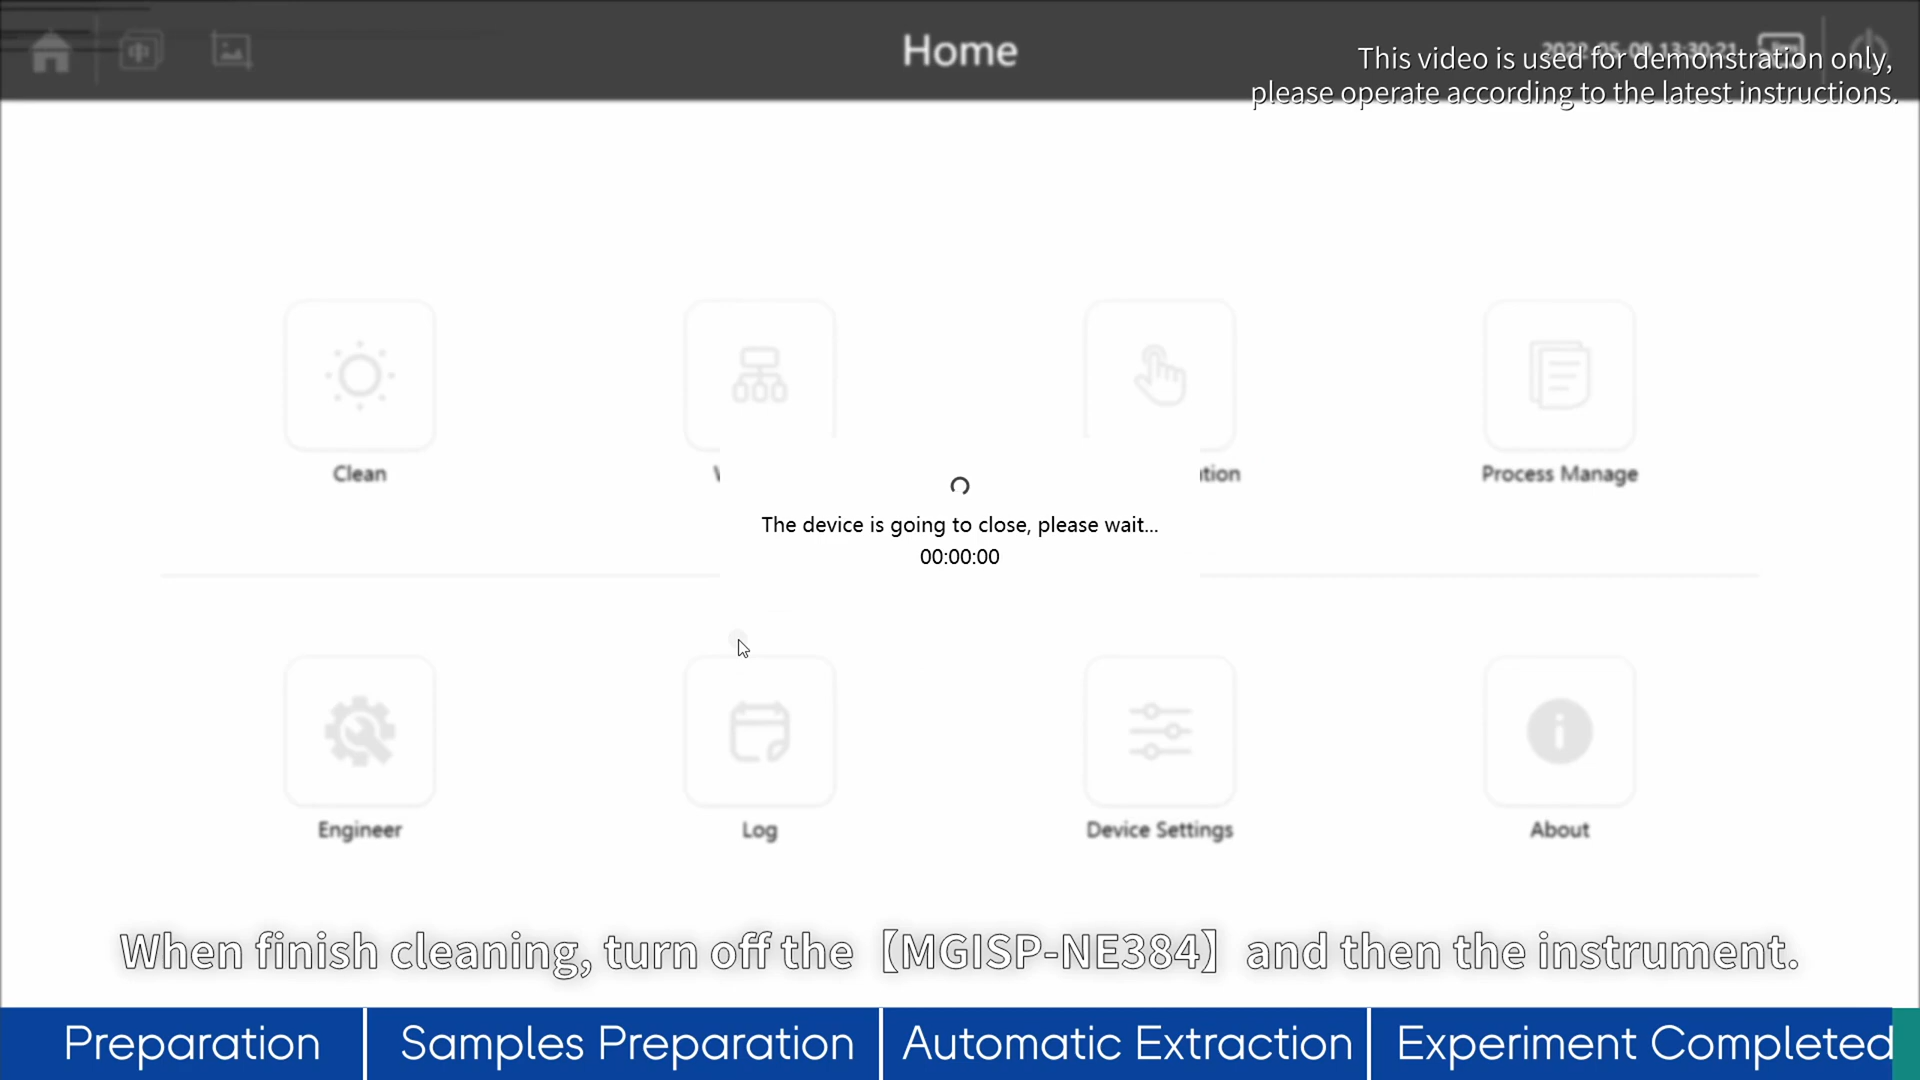 Home
This video is used for demonstration only,
please operate according to the latest instructions.
Clean
Process Manage
The device is going to close, please wait...
00:00:00
Engineer
Log
Device Settings
About
When finish cleaning, turn off the【MGISP-NE384】 and then the instrument.
Preparation
Samples Preparation
Automatic Extraction
Experiment Completed